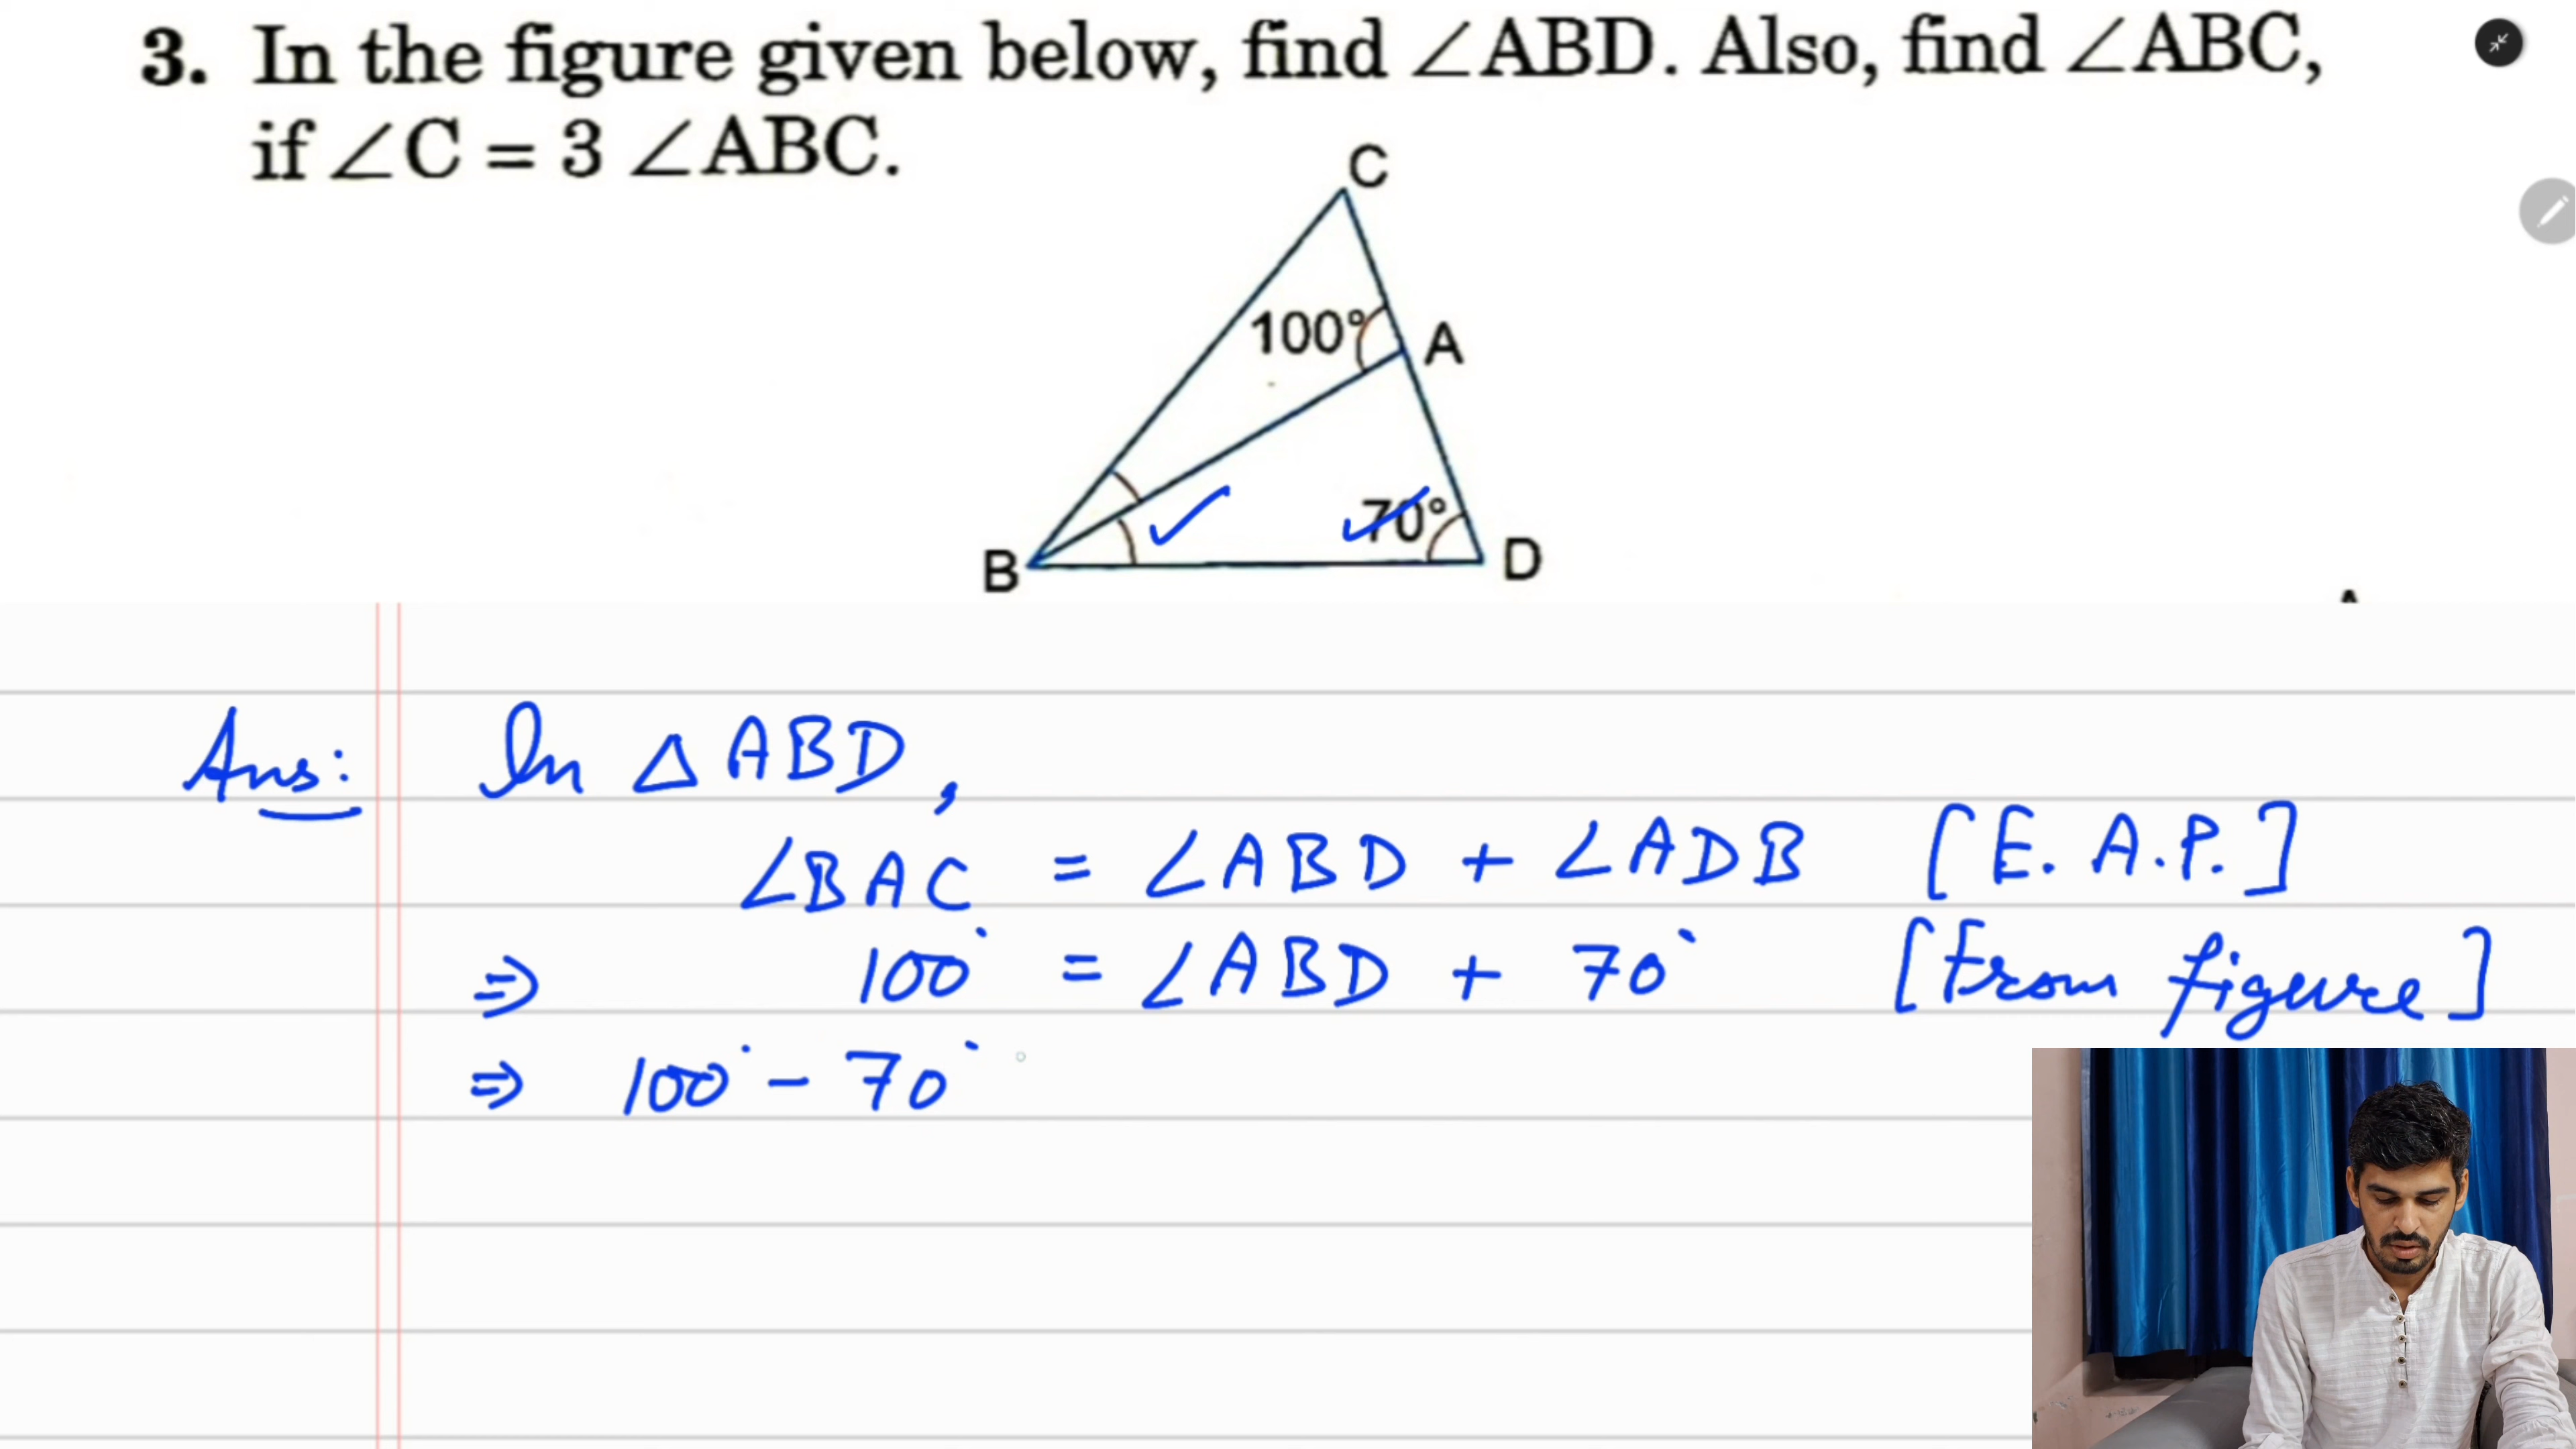 3. In the figure given below, find ∠ABD. Also, find ∠ABC,
if ∠C = 3 ∠ABC.
C
100°
A
70°
B
D
Ans: In △ ABD,
∠BAC = ∠ABD + ∠ADB [E. A.P.]
⇒ 100° = ∠ABD + 70° [From figure]
⇒ 100° - 70°